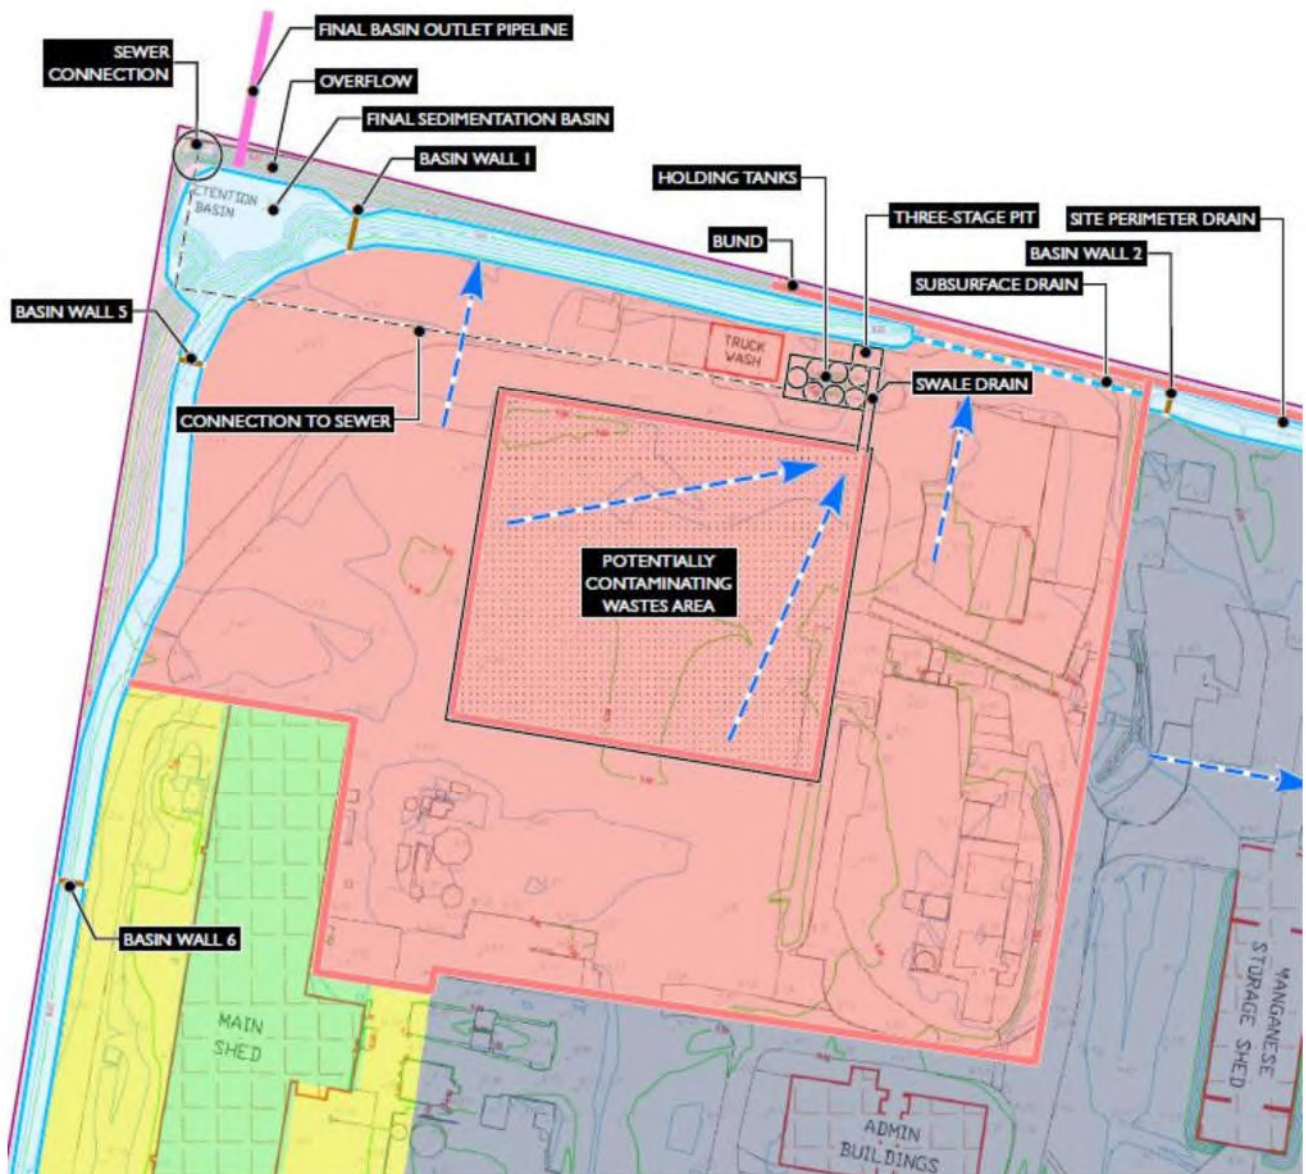 FINAL BASIN OUTLET PIPELINE
SEWER
CONNECTION
OVERFLOW
FINAL SEDIMENTATION BASIN
BASIN WALL 1
HOLDING TANKS
THREE-STAGE PIT
SITE PERIMETER DRAIN
BUND
BASIN WALL 2
SUBSURFACE DRAIN
ETENTION
BASIN
BASIN WALL 5
TRUCK
WASH
SWALE DRAIN
CONNECTION TO SEWER
POTENTIALLY
CONTAMINATING
WASTES AREA
BASIN WALL 6
MAIN
SHED
MANGANESE
STORAGE SHED
ADMIN
BUILDINGS